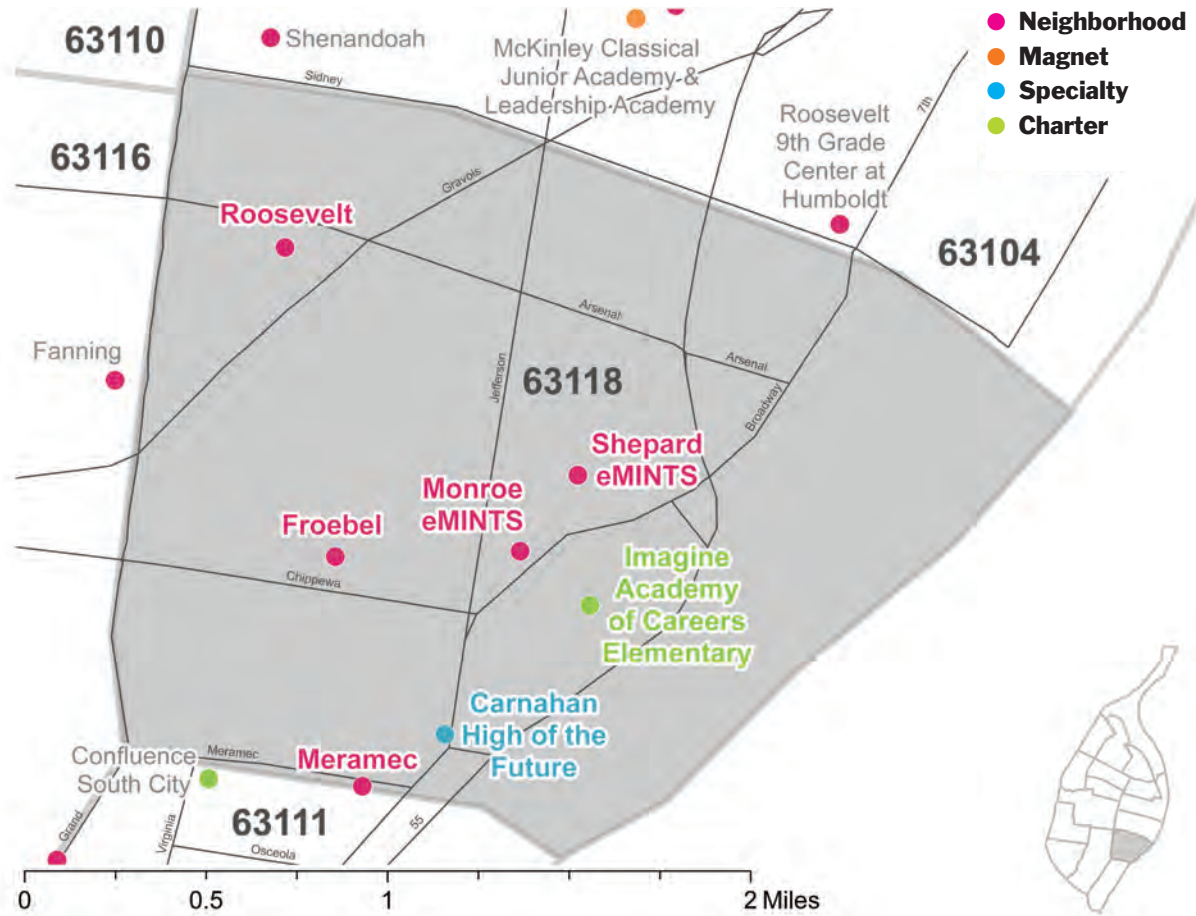 63110
Shenandoah
McKinley Classical
Junior Academy &
Leadership Academy
Neighborhood
Magnet
Specialty
Charter
Sidney
7th
Roosevelt
9th Grade
Center at
Humboldt
63116
Gravois
Roosevelt
63104
Arsenal
Arsenal
Fanning
Jefferson
63118
Broadway
Shepard
eMINTS
Monroe
eMINTS
Froebel
Chippewa
Imagine
Academy
of Careers
Elementary
Carnahan
High of the
Future
Confluence
South City
Meramec
Meramec
Grand
Virginia
63111
55
Osceola
0 0.5 1 2 Miles